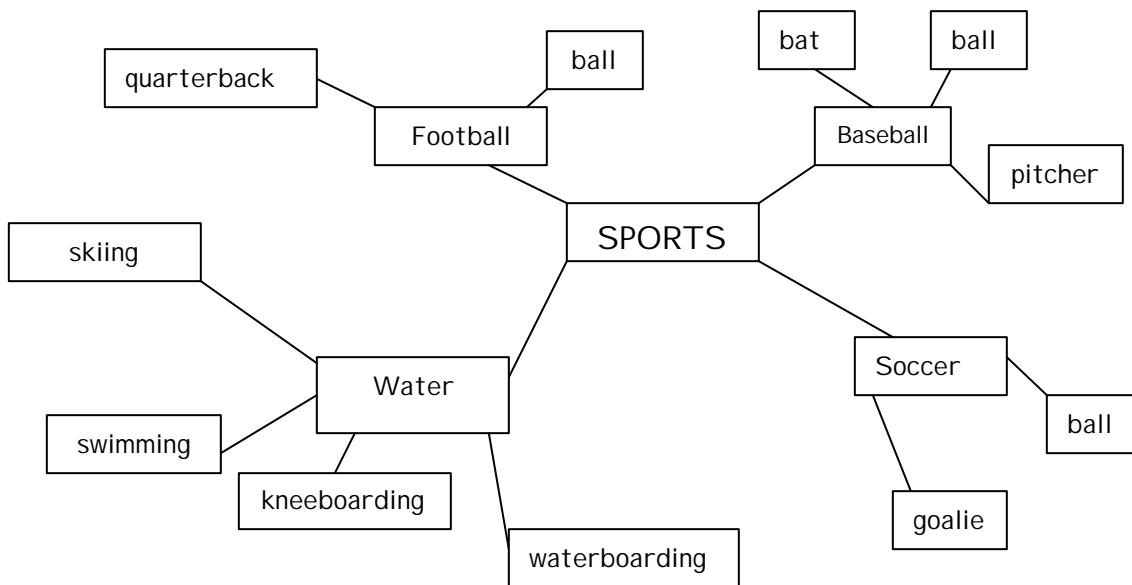 bat
ball
ball
quarterback
Football
Baseball
pitcher
SPORTS
skiing
Soccer
Water
ball
swimming
kneeboarding
goalie
waterboarding